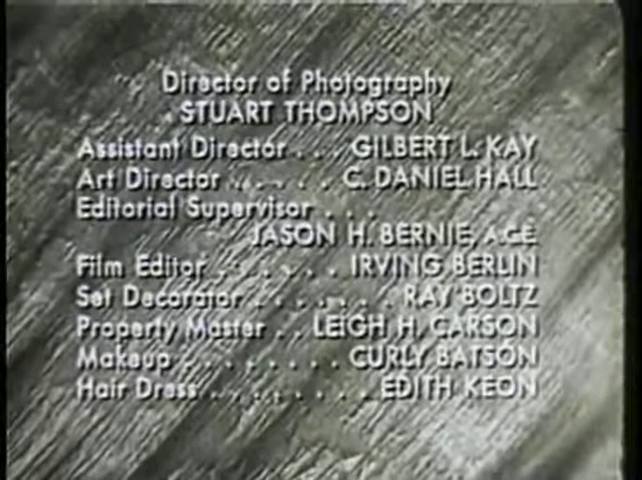 Director of Photography
STUART THOMPSON
Assistant Director . . . GILBERT L. KAY
Art Director . . . . . . C. DANIEL HALL
Editorial Supervisor . . .
JASON H. BERNIE, A.C.E.
Film Editor . . . . . . IRVING BERLIN
Set Decorator . . . . . . . RAY BOLTZ
Property Master . . LEIGH H. CARSON
Makeup . . . . . . . . CURLY BATSON
Hair Dress . . . . . . . . EDITH KEON